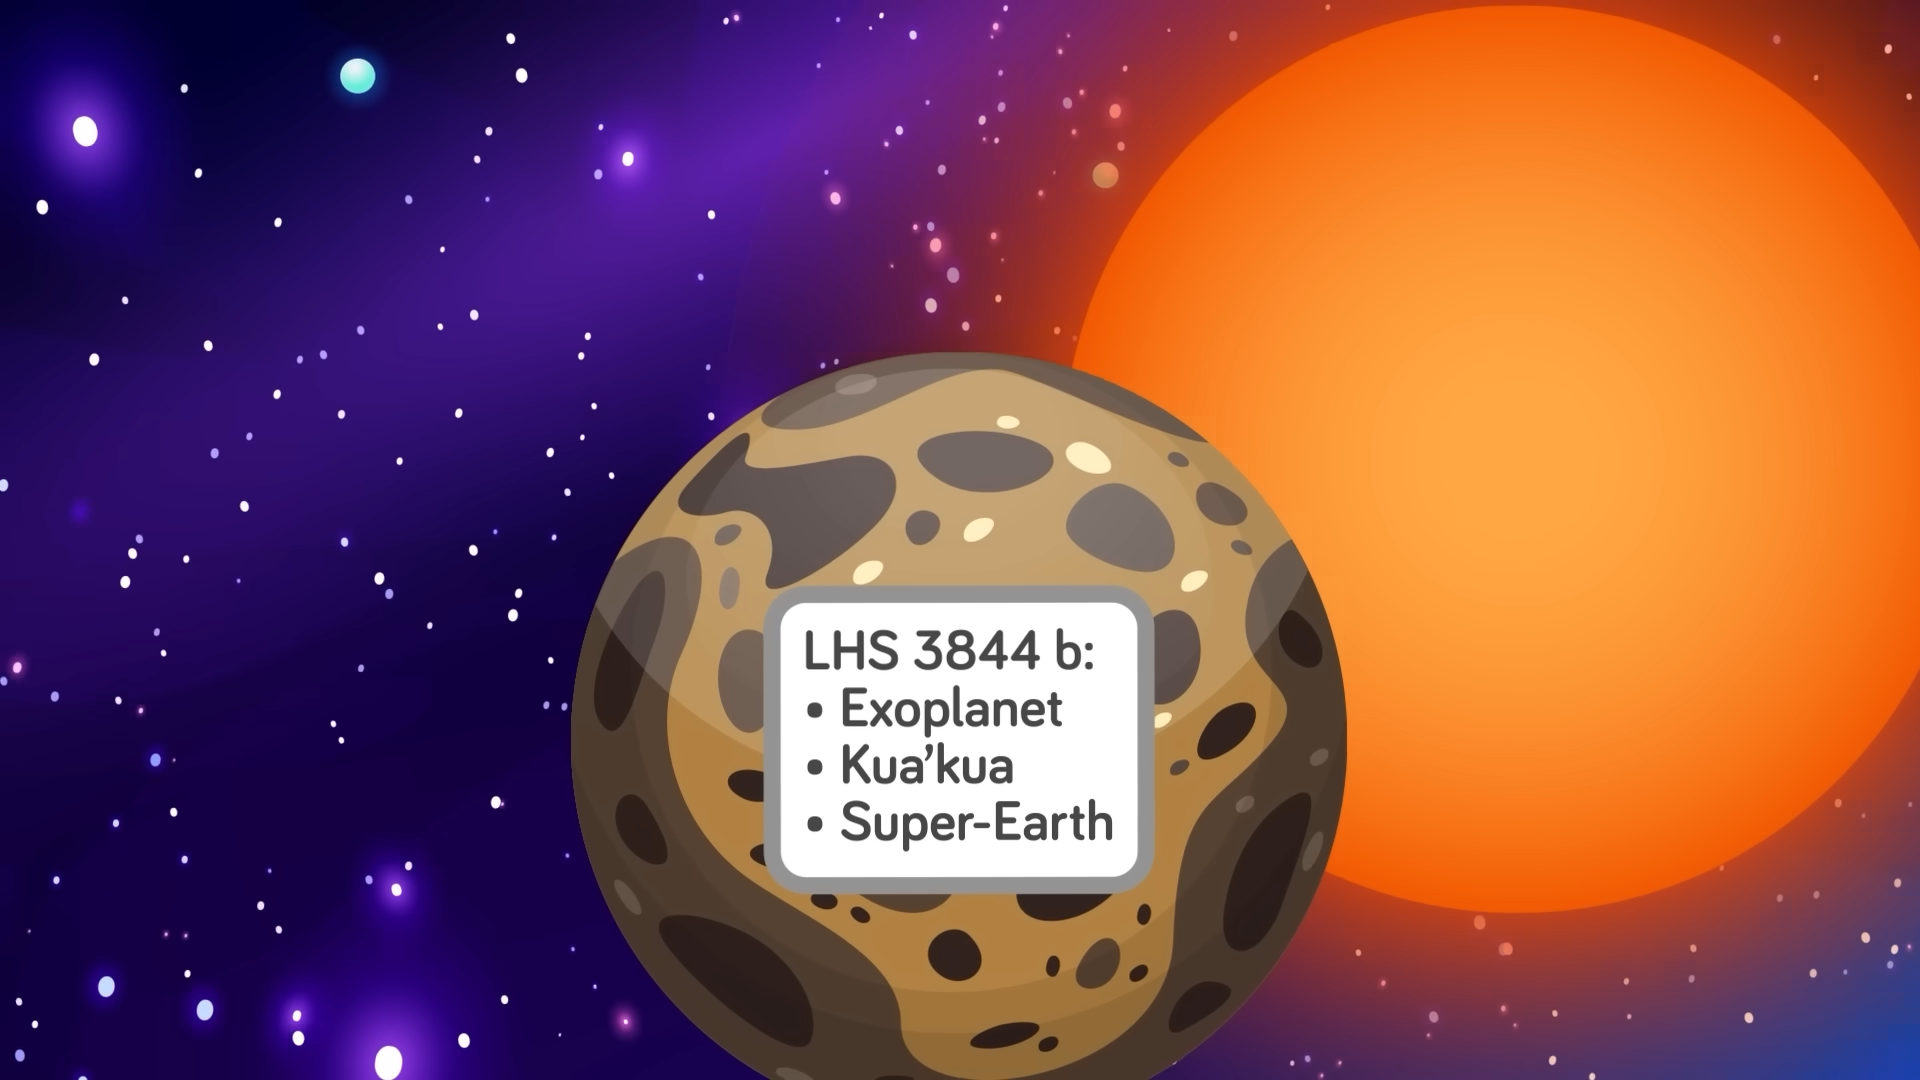 LHS 3844 b:
• Exoplanet
• Kua’kua
• Super-Earth